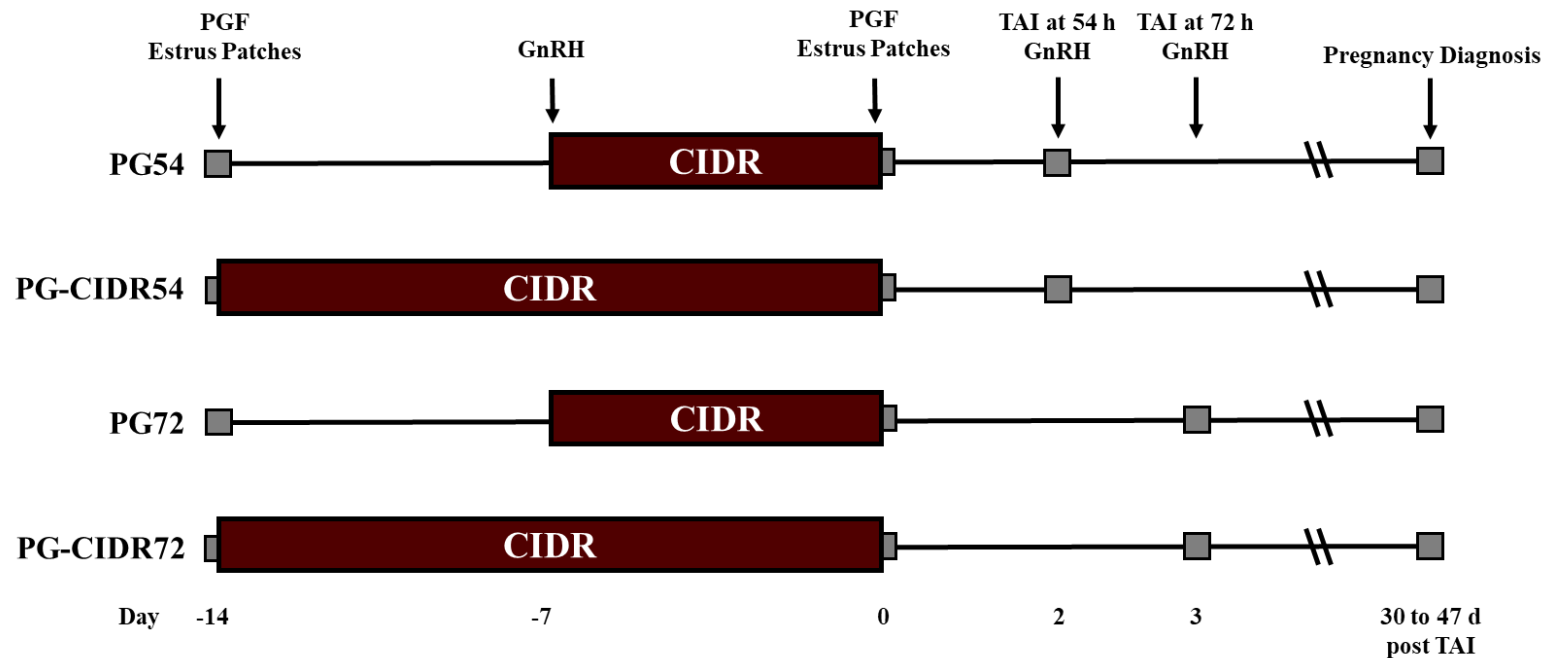 PGF
Estrus Patches
GnRH
PGF
Estrus Patches
TAI at 54 h
GnRH
TAI at 72 h
GnRH
Pregnancy Diagnosis
PG54
CIDR
PG-CIDR54
CIDR
PG72
CIDR
PG-CIDR72
CIDR
Day -14 -7 0 2 3 30 to 47 d
post TAI